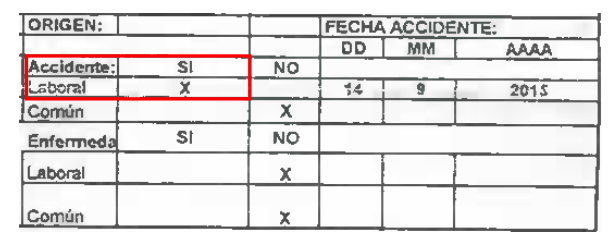 ORIGEN: FECHA ACCIDENTE:
DD MM AAAA
Accidente: SI NO
Laboral X 14 9 2015
Común X
Enfermeda SI NO
Laboral X
Común X